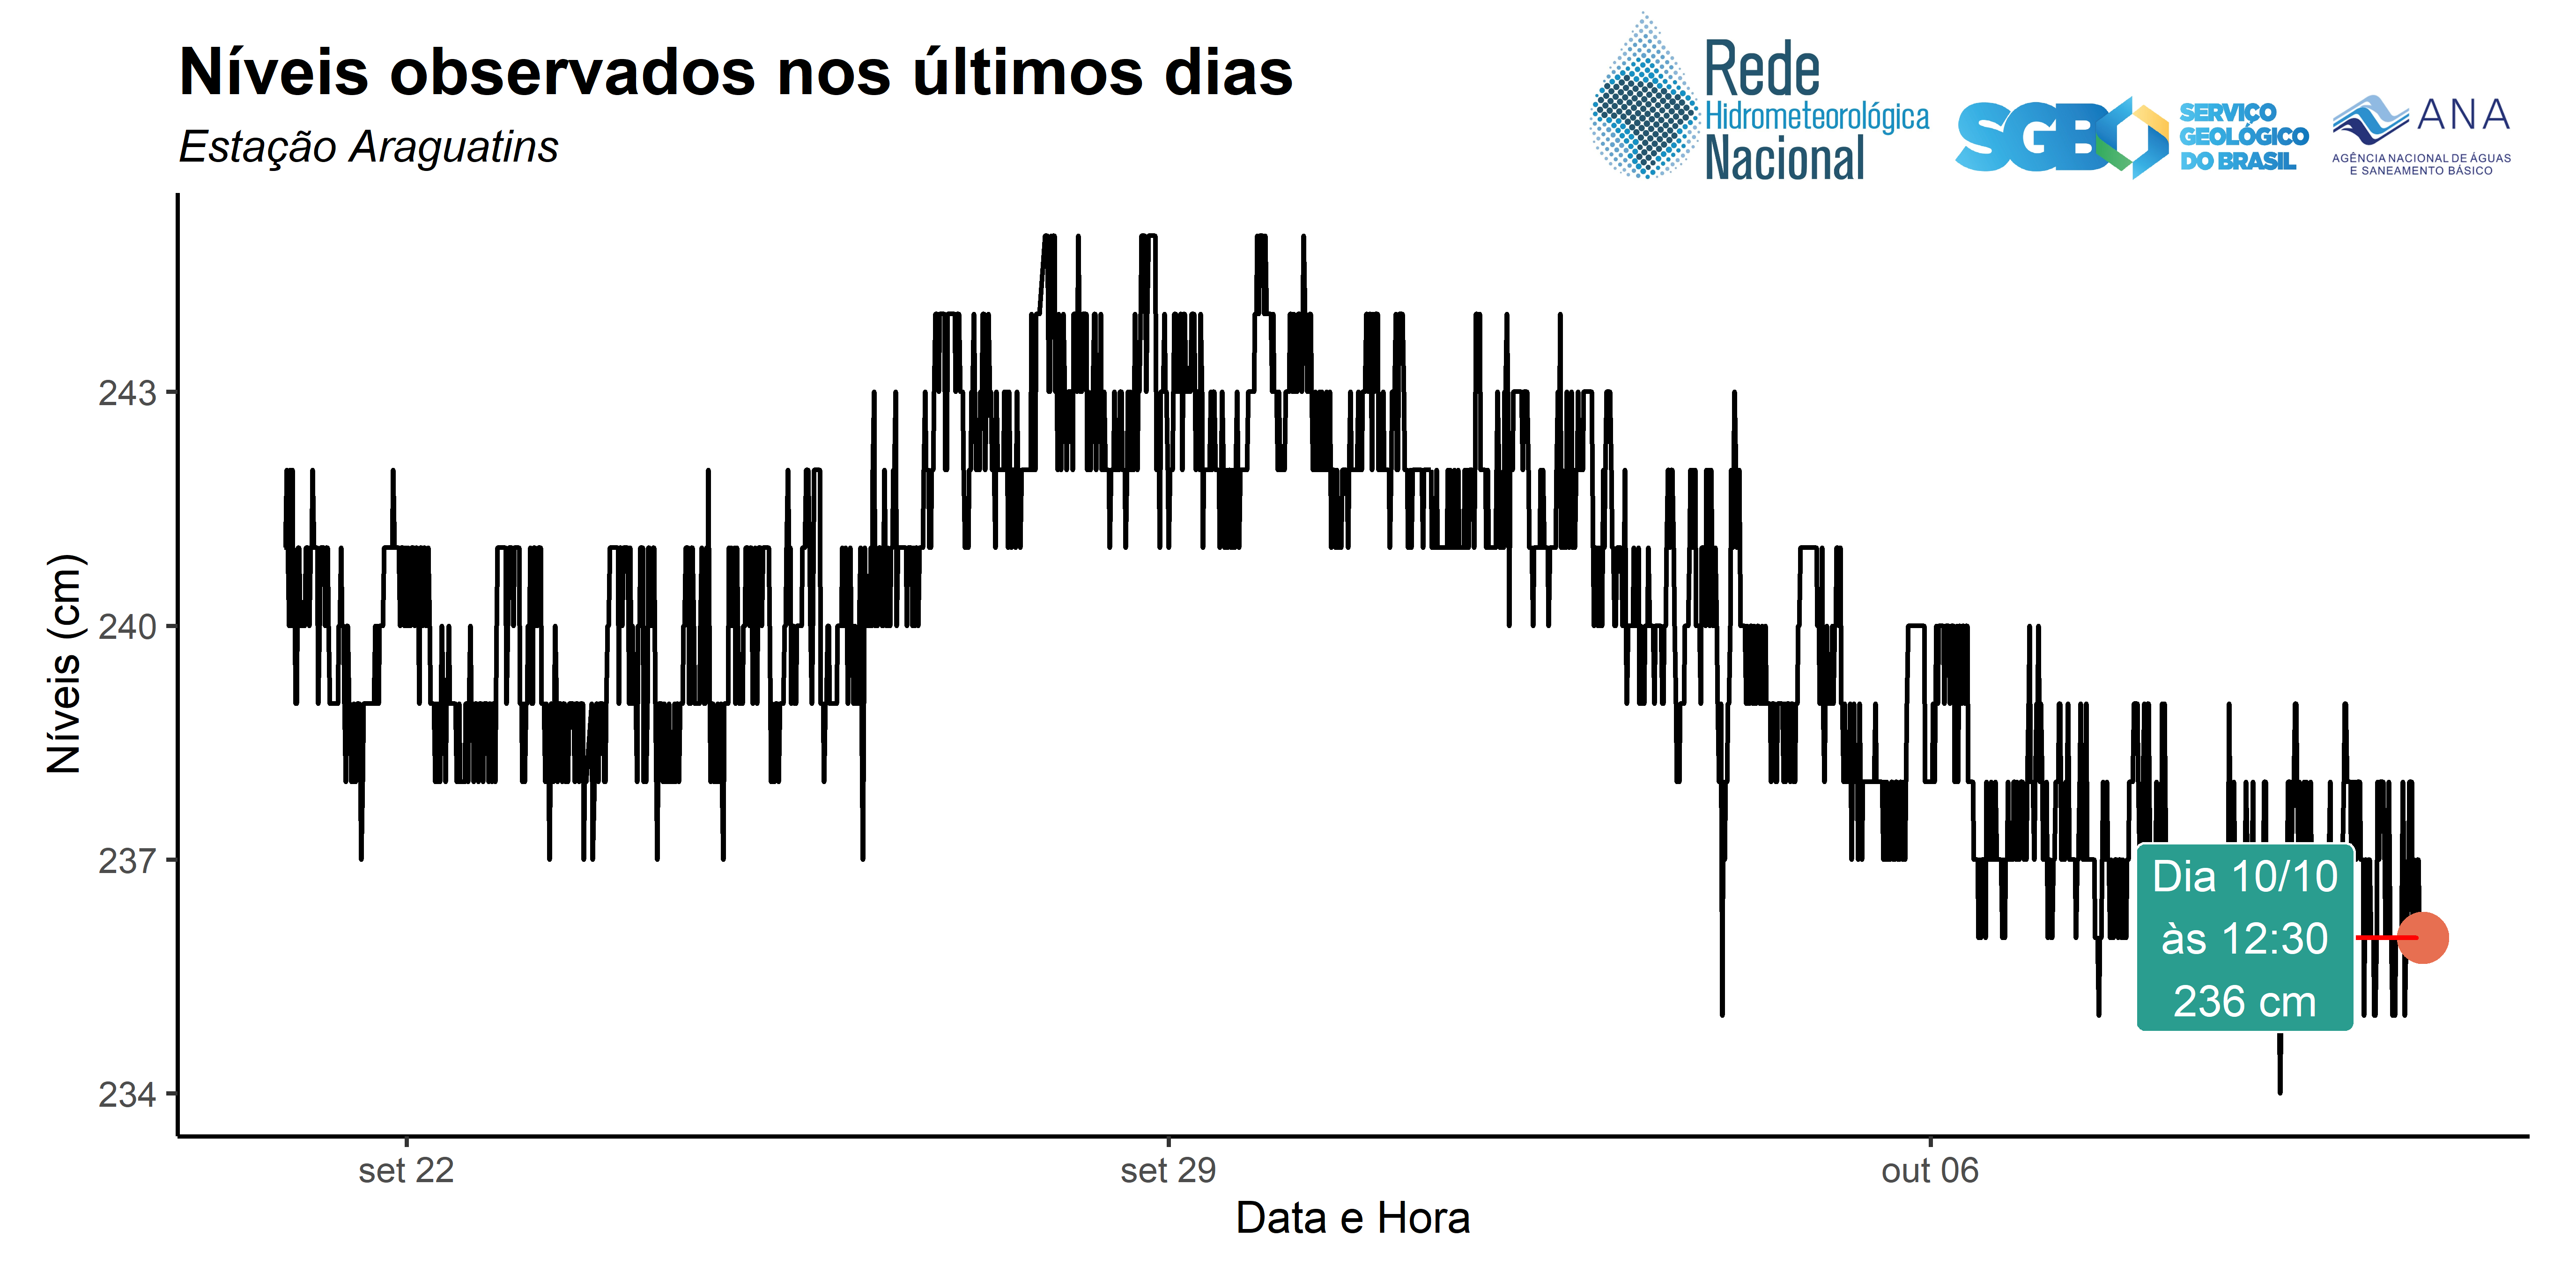 Níveis observados nos últimos dias
Estação Araguatins
Rede
Hidrometeorológica
Nacional
SGB
SERVIÇO
GEOLÓGICO
DO BRASIL
ANA
AGÊNCIA NACIONAL DE ÁGUAS
E SANEAMENTO BÁSICO
Níveis (cm)
243
240
237
234
Dia 10/10
às 12:30
236 cm
set 22
set 29
out 06
Data e Hora